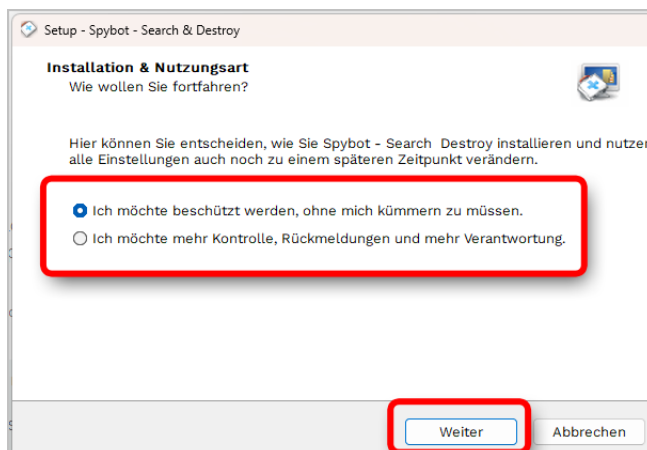 Setup - Spybot - Search & Destroy
Installation & Nutzungsart
Wie wollen Sie fortfahren?
Hier können Sie entscheiden, wie Sie Spybot - Search  Destroy installieren und nutzen
alle Einstellungen auch noch zu einem späteren Zeitpunkt verändern.
Ich möchte beschützt werden, ohne mich kümmern zu müssen.
Ich möchte mehr Kontrolle, Rückmeldungen und mehr Verantwortung.
Weiter Abbrechen